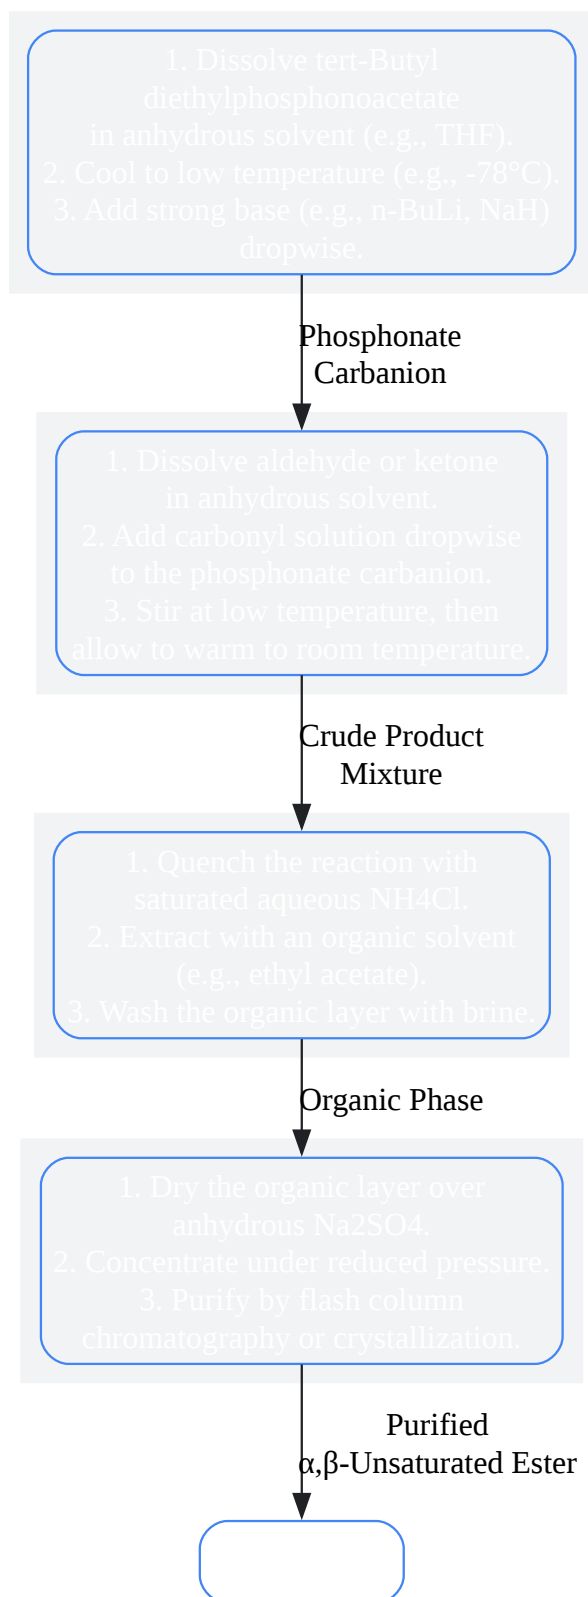 1. Dissolve tert-Butyl
diethylphosphonoacetate
in anhydrous solvent (e.g., THF).
2. Cool to low temperature (e.g., -78°C).
3. Add strong base (e.g., n-BuLi, NaH)
dropwise.
Phosphonate
Carbanion
1. Dissolve aldehyde or ketone
in anhydrous solvent.
2. Add carbonyl solution dropwise
to the phosphonate carbanion.
3. Stir at low temperature, then
allow to warm to room temperature.
Crude Product
Mixture
1. Quench the reaction with
saturated aqueous NH4Cl.
2. Extract with an organic solvent
(e.g., ethyl acetate).
3. Wash the organic layer with brine.
Organic Phase
1. Dry the organic layer over
anhydrous Na2SO4.
2. Concentrate under reduced pressure.
3. Purify by flash column
chromatography or crystallization.
Purified
α,β-Unsaturated Ester